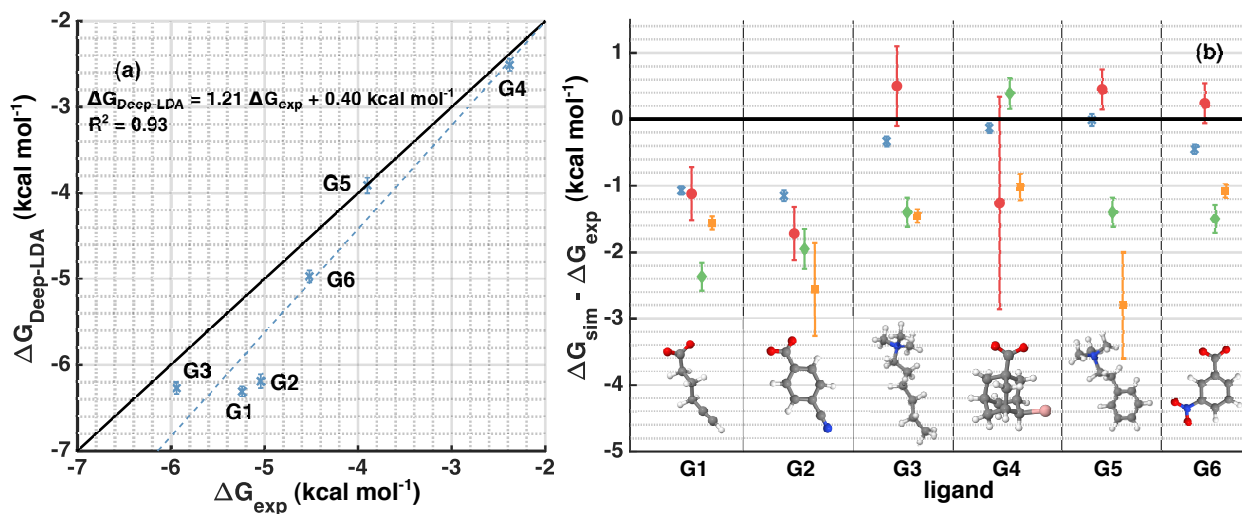 -2
-3
-4
-5
-6
-7
-7
-6
-5
-4
-3
-2
ΔG_Deep-LDA (kcal mol⁻¹)
ΔG_exp (kcal mol⁻¹)
(a)
ΔG_Deep-LDA = 1.21 ΔG_exp + 0.40 kcal mol⁻¹
R² = 0.93
G4
G5
G6
G3
G2
G1
1
0
-1
-2
-3
-4
-5
ΔG_sim - ΔG_exp (kcal mol⁻¹)
(b)
G1
G2
G3
G4
G5
G6
ligand